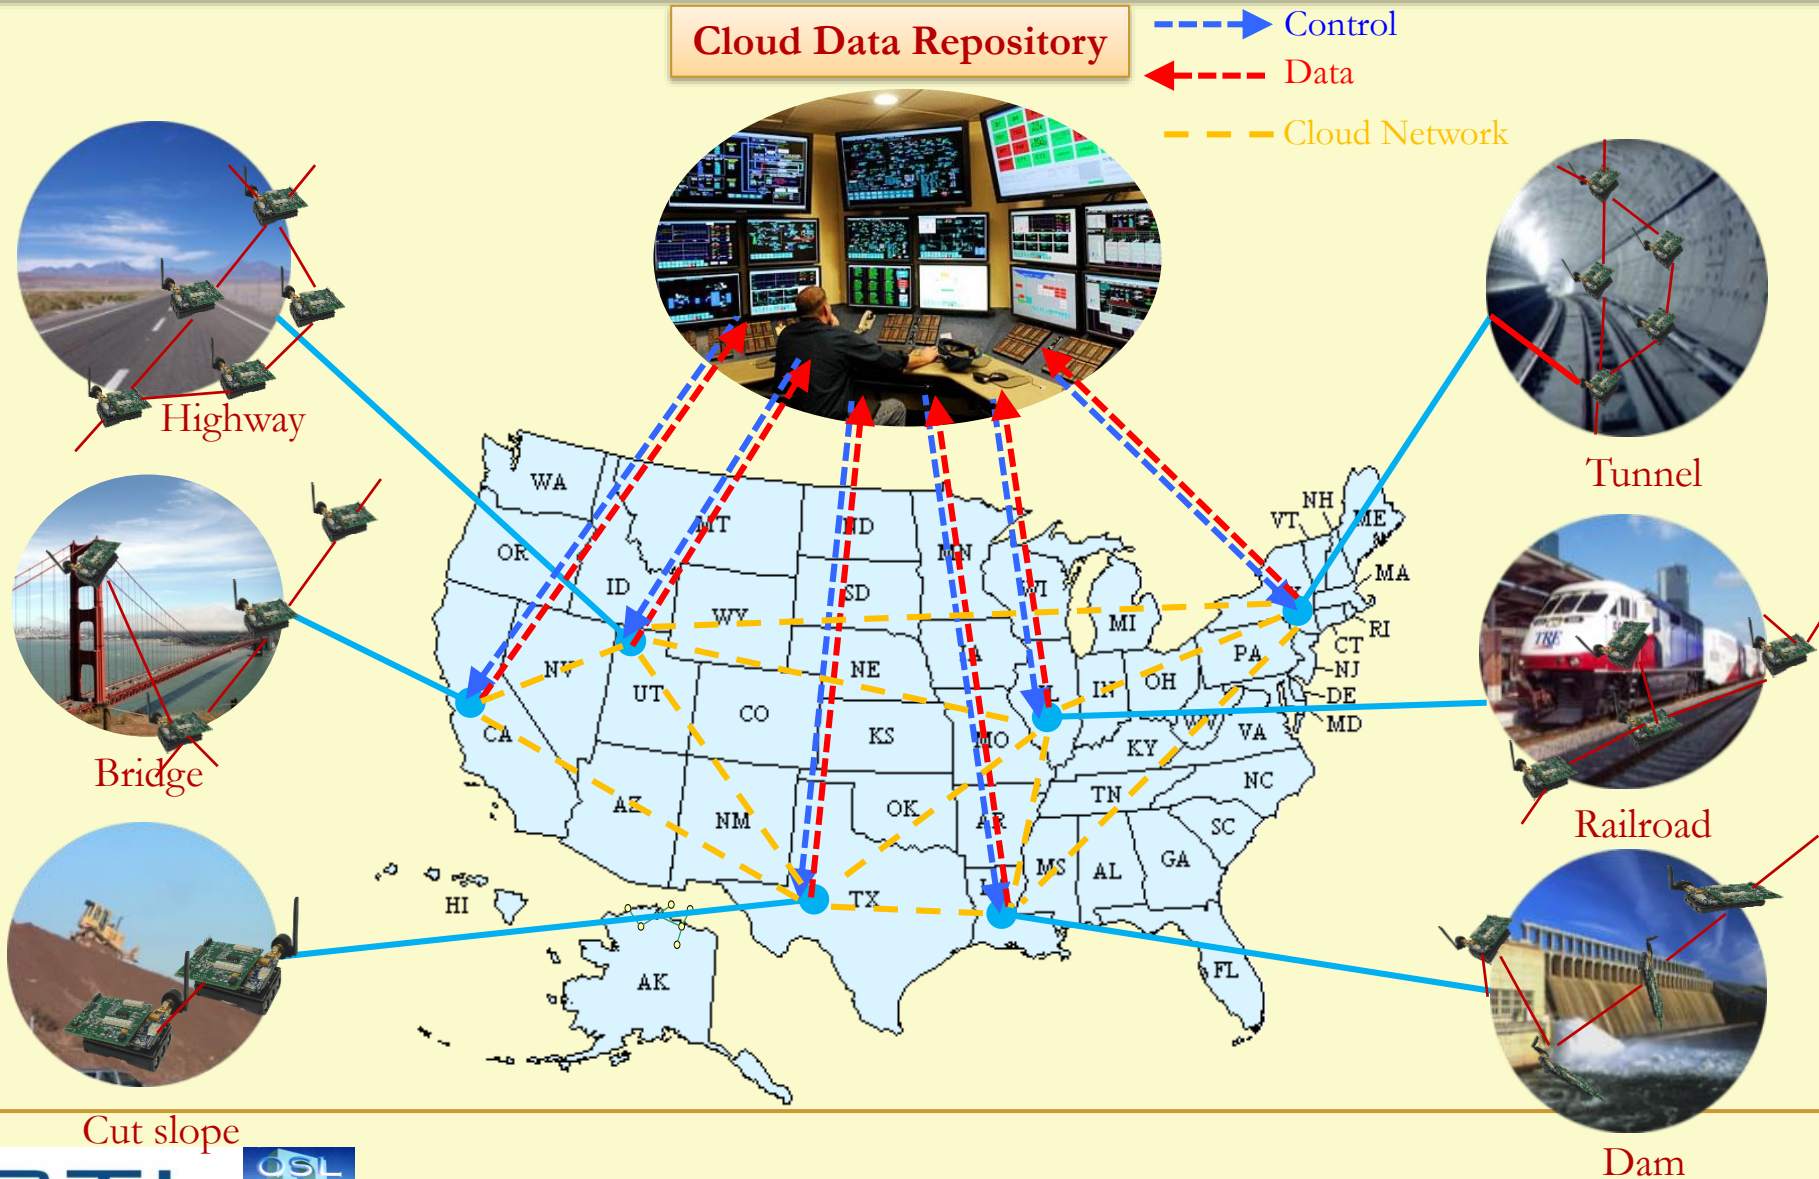 Cloud Data Repository
Control
Data
Cloud Network
Highway
Bridge
Cut slope
Tunnel
Railroad
Dam
TRE
WA
OR
ID
MT
ND
MN
SD
WY
WI
MI
NH
VT
ME
MA
RI
CT
NJ
DE
MD
PA
OH
NV
UT
CO
NE
KS
MO
KY
VA
CA
AZ
NM
OK
AR
TN
NC
SC
MS
AL
GA
TX
FL
HI
AK
OSL